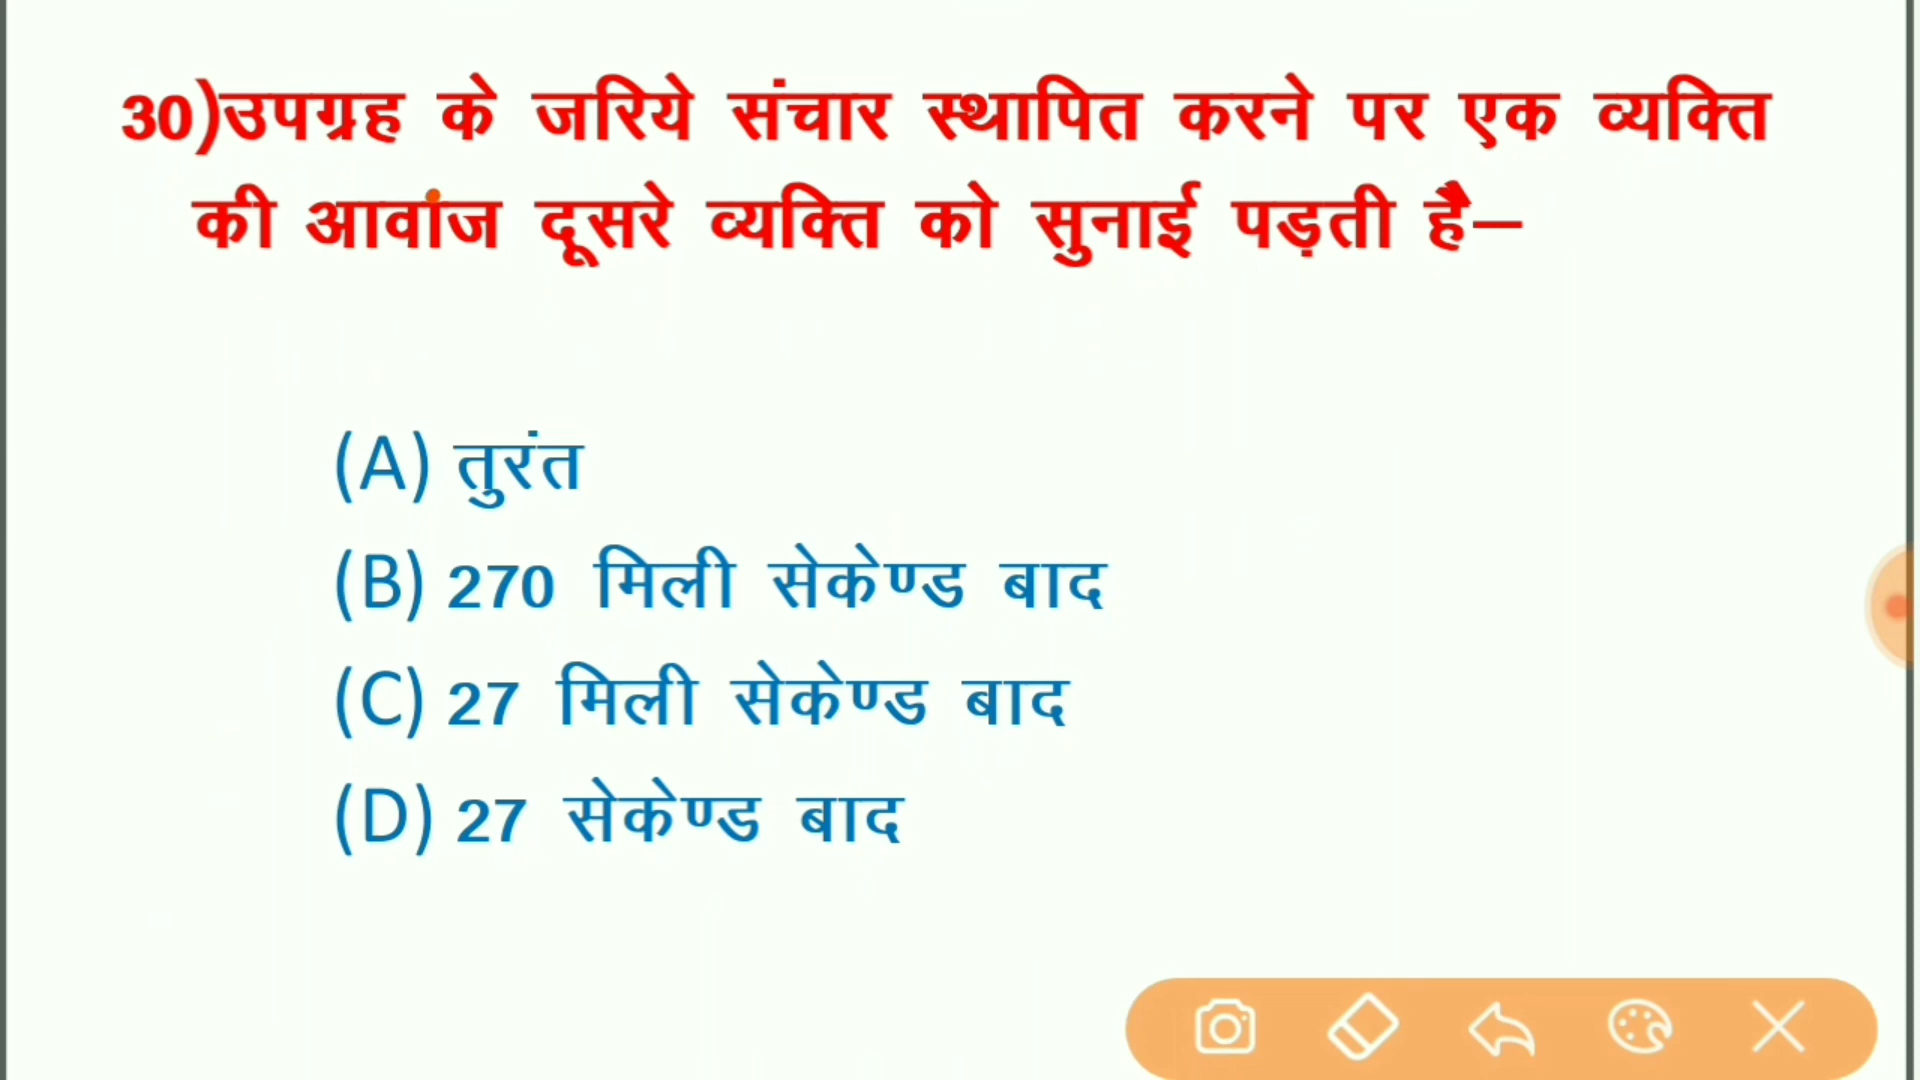 30)उपग्रह के जरिये संचार स्थापित करने पर एक व्यक्ति
की आवांज दूसरे व्यक्ति को सुनाई पड़ती है–
(A) तुरंत
(B) 270 मिली सेकेण्ड बाद
(C) 27 मिली सेकेण्ड बाद
(D) 27 सेकेण्ड बाद